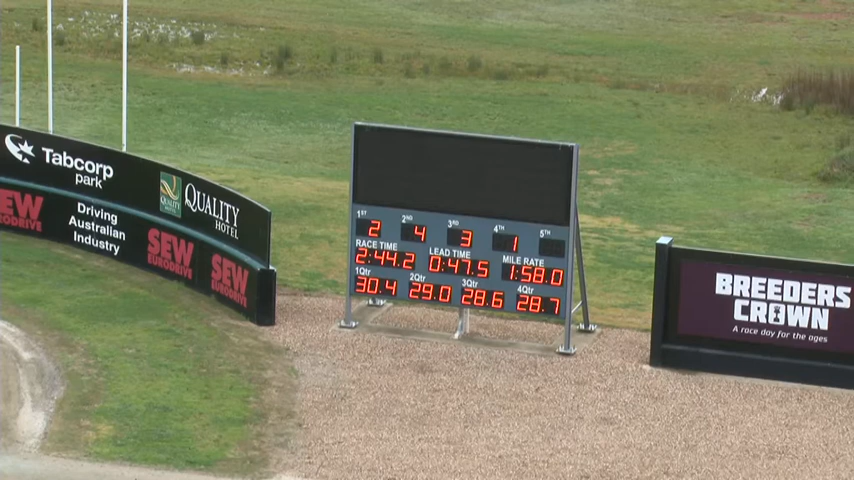 Tabcorp
park
QUALITY
QUALITY
HOTEL
SEW
EURODRIVE
Driving
Australian
Industry
SEW
EURODRIVE
SEW
EURODRIVE
1ST 2ND 3RD 4TH 5TH
2 4 3 1
RACE TIME LEAD TIME MILE RATE
2:44.2 0:47.5 1:58.0
1Qtr 2Qtr 3Qtr 4Qtr
30.4 29.0 28.6 28.7
BREEDERS
CROWN
A race day for the ages